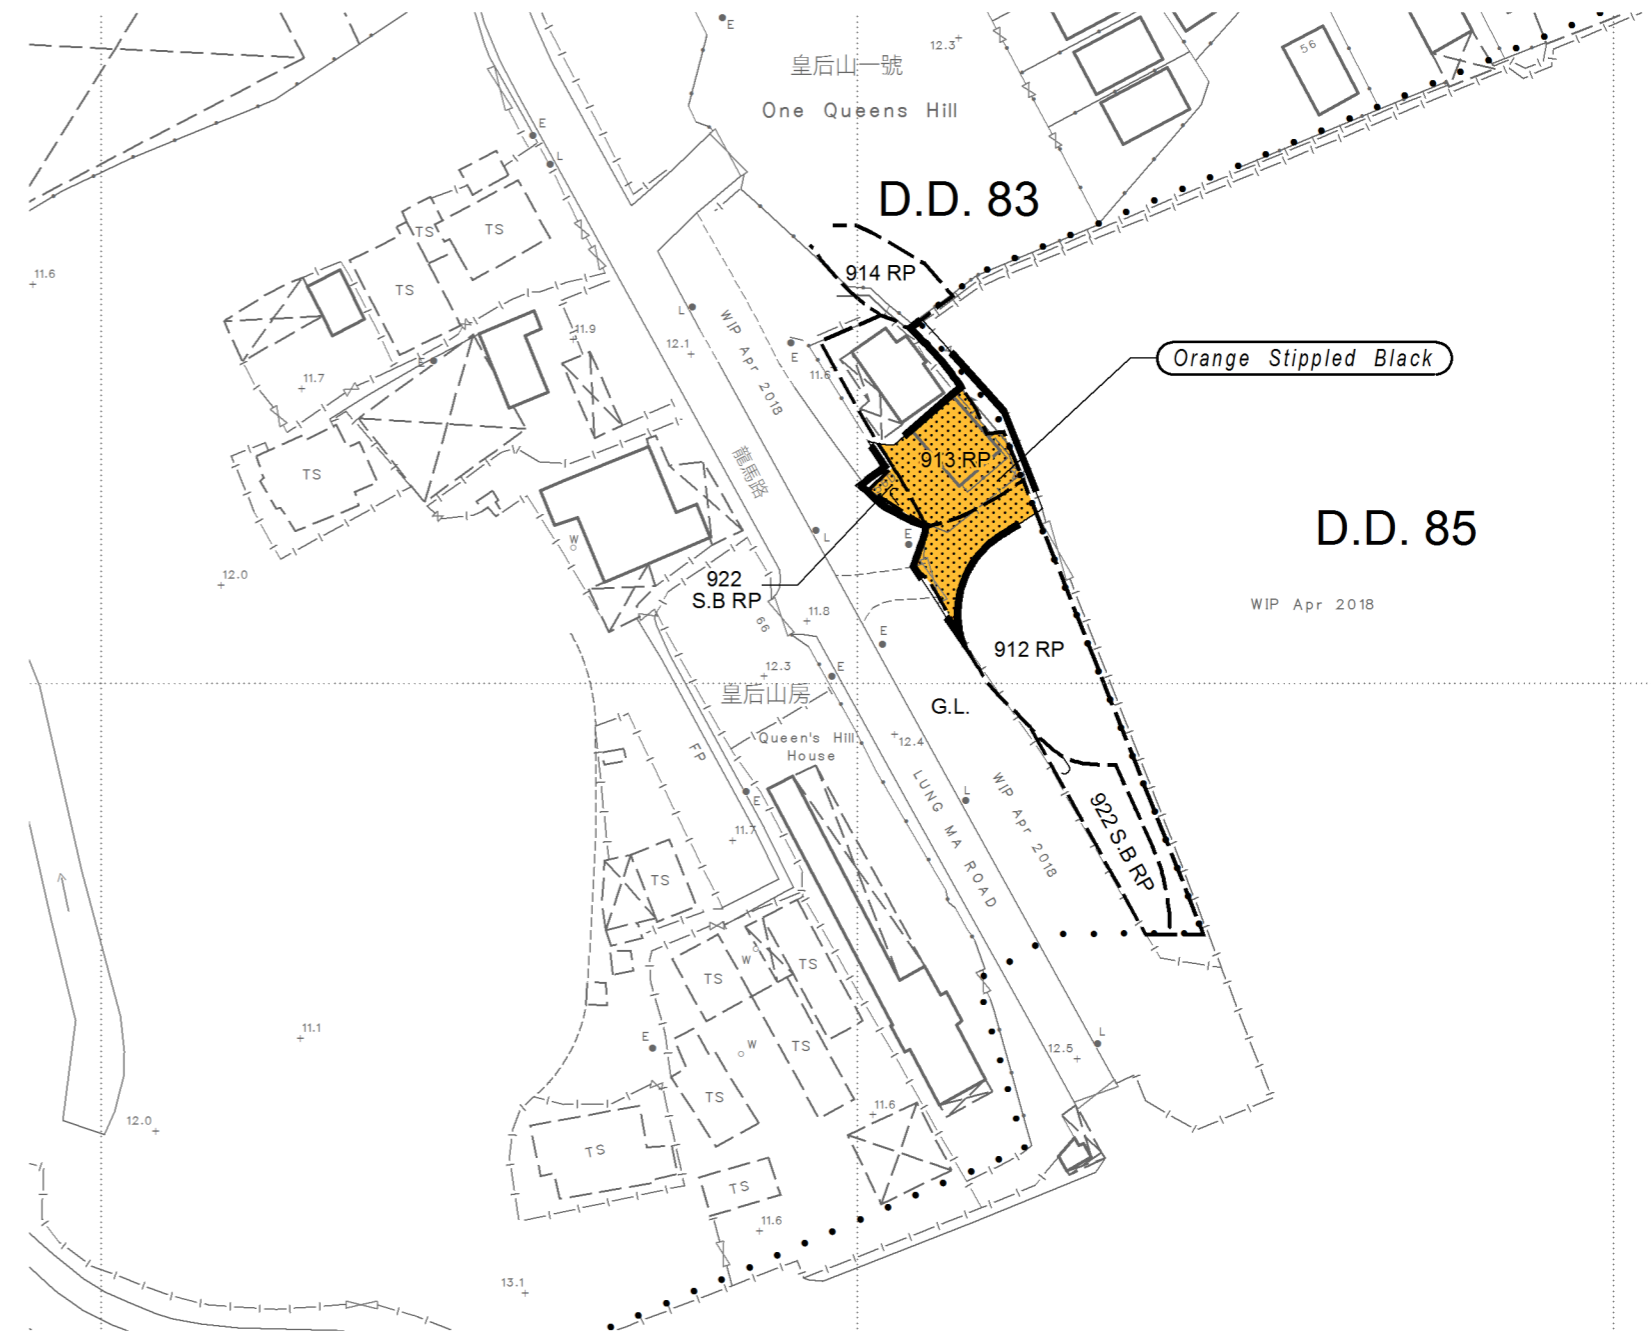 E
12.3
皇后山一號
56
One Queens Hill
E
L
D.D. 83
TS
TS
914 RP
11.6
TS
L
WIP Apr 2018
11.9
12.1
E
Orange Stippled Black
E
11.6
11.7
913 RP
TS
龍馬路
D.D. 85
L
E
W
12.0
922
S.B RP
WIP Apr 2018
11.8
66
E
912 RP
12.3
E
皇后山房
G.L.
Queen's Hill
House
12.4
FP
LUNG MA ROAD
WIP Apr 2018
L
E
922 S.B RP
11.7
TS
W
TS
TS
11.1
E
W
TS
L
12.5
TS
11.6
12.0
TS
TS
11.6
13.1